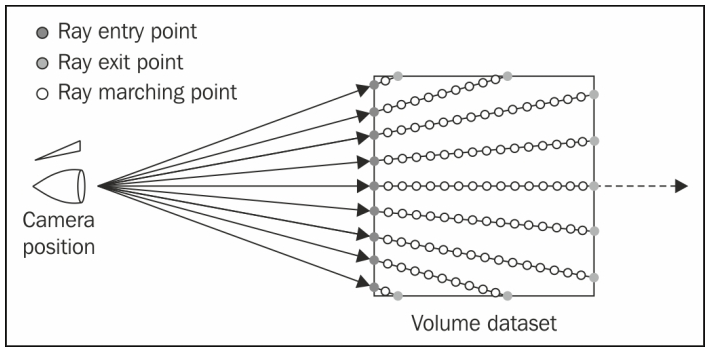 Ray entry point
Ray exit point
Ray marching point
Camera
position
Volume dataset